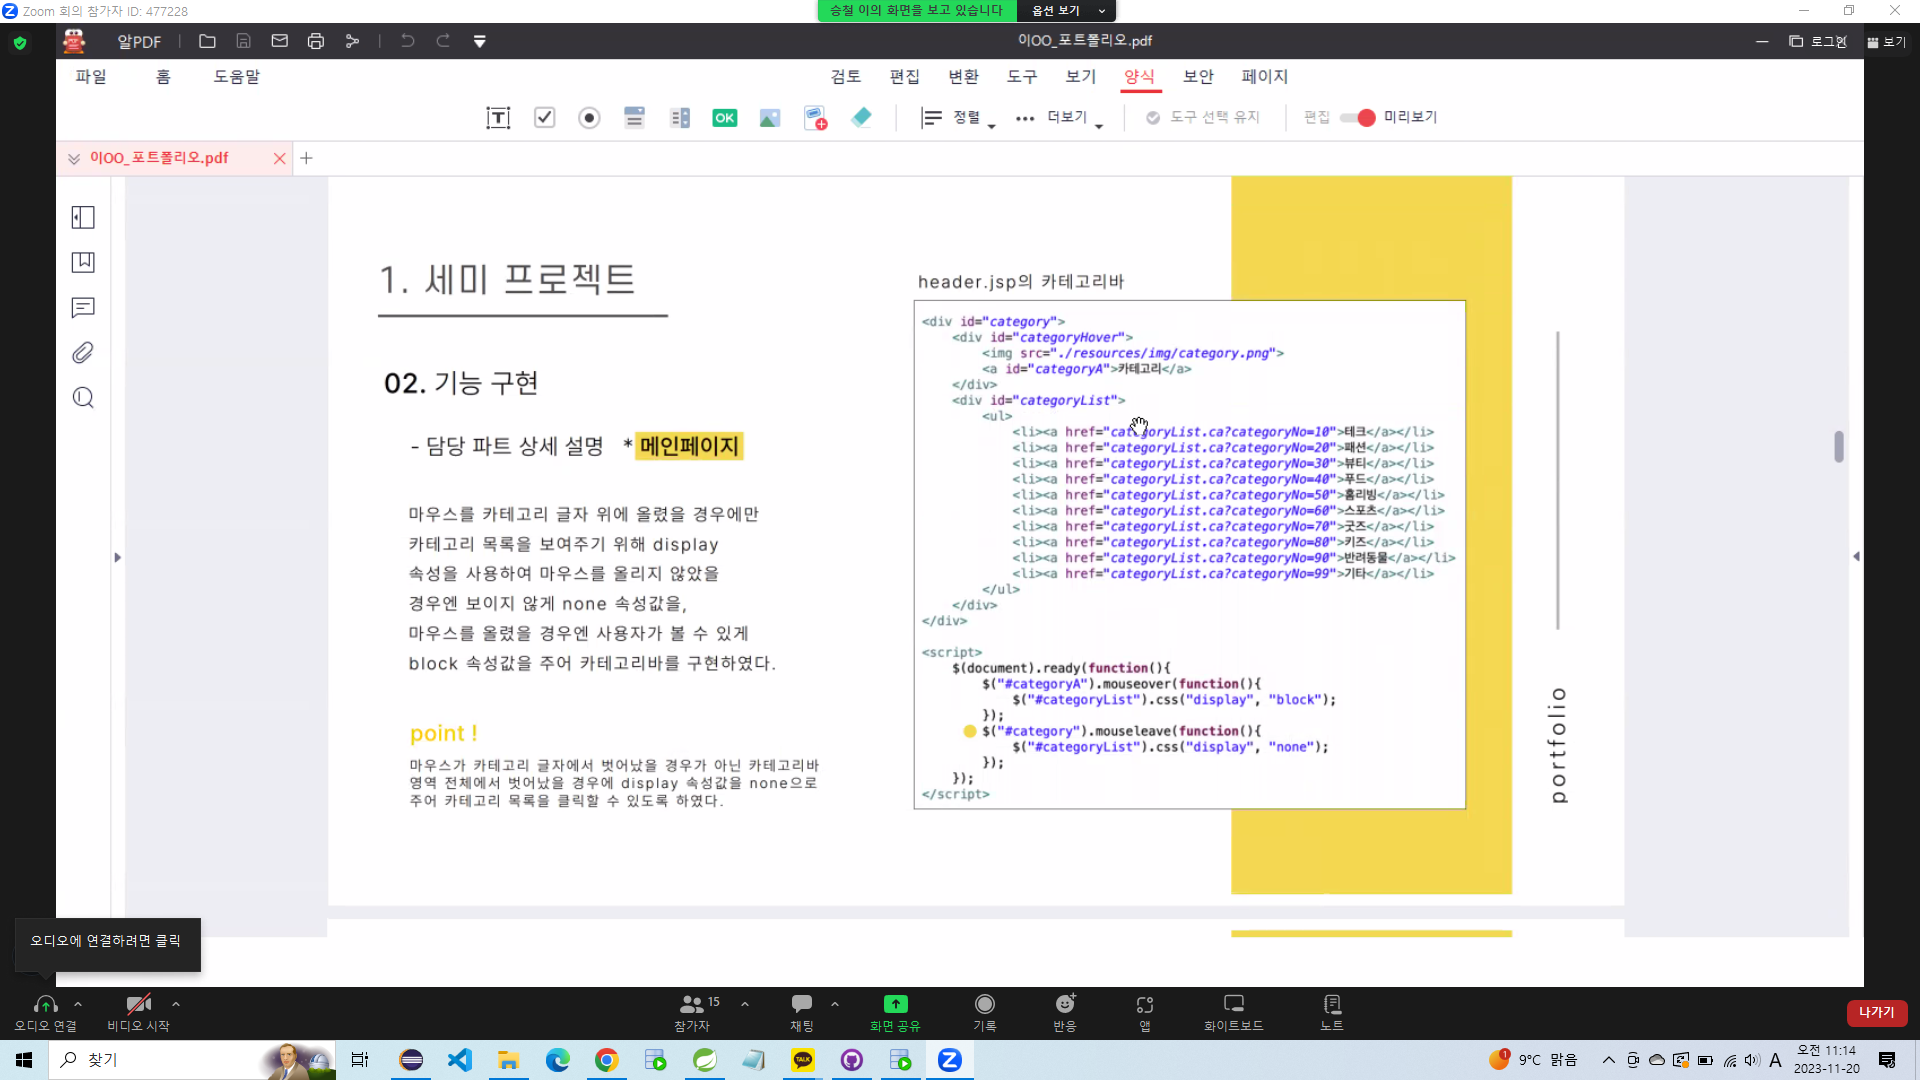 Zoom 회의 참가자 ID: 477228
승철 이의 화면을 보고 있습니다
옵션 보기
알PDF
이OO_포트폴리오.pdf
로그인
보기
파일
홈
도움말
검토
편집
변환
도구
보기
양식
보안
페이지
OK
정렬
더보기
도구 선택 유지
편집
미리보기
이OO_포트폴리오.pdf
1. 세미 프로젝트
02. 기능 구현
- 담당 파트 상세 설명 * 메인페이지
마우스를 카테고리 글자 위에 올렸을 경우에만
카테고리 목록을 보여주기 위해 display
속성을 사용하여 마우스를 올리지 않았을
경우엔 보이지 않게 none 속성값을,
마우스를 올렸을 경우엔 사용자가 볼 수 있게
block 속성값을 주어 카테고리바를 구현하였다.
point !
마우스가 카테고리 글자에서 벗어났을 경우가 아닌 카테고리바
영역 전체에서 벗어났을 경우에 display 속성값을 none으로
주어 카테고리 목록을 클릭할 수 있도록 하였다.
header.jsp의 카테고리바
<div id="category">
<div id="categoryHover">
<img src="./resources/img/category.png">
<a id="categoryA">카테고리</a>
</div>
<div id="categoryList">
<ul>
<li><a href="categoryList.ca?categoryNo=10">테크</a></li>
<li><a href="categoryList.ca?categoryNo=20">패션</a></li>
<li><a href="categoryList.ca?categoryNo=30">뷰티</a></li>
<li><a href="categoryList.ca?categoryNo=40">푸드</a></li>
<li><a href="categoryList.ca?categoryNo=50">홈리빙</a></li>
<li><a href="categoryList.ca?categoryNo=60">스포츠</a></li>
<li><a href="categoryList.ca?categoryNo=70">굿즈</a></li>
<li><a href="categoryList.ca?categoryNo=80">키즈</a></li>
<li><a href="categoryList.ca?categoryNo=90">반려동물</a></li>
<li><a href="categoryList.ca?categoryNo=99">기타</a></li>
</ul>
</div>
</div>
<script>
$(document).ready(function(){
$("#categoryA").mouseover(function(){
$("#categoryList").css("display", "block");
});
$("#category").mouseleave(function(){
$("#categoryList").css("display", "none");
});
});
</script>
portfolio
오디오에 연결하려면 클릭
오디오 연결
비디오 시작
15
참가자
채팅
화면 공유
기록
반응
앱
화이트보드
노트
나가기
찾기
TALK
1
9°C 맑음
A
오전 11:14
2023-11-20